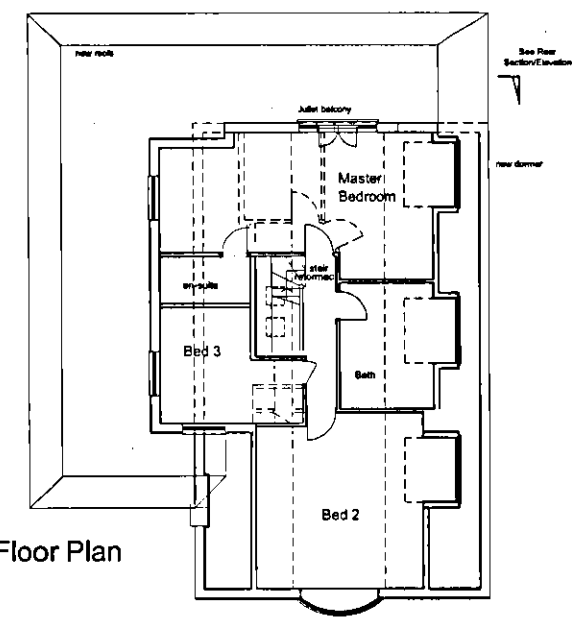 new roofs
See Rear
Section/Elevation
Juliet balcony
new dormer
Master
Bedroom
stair
reformed
en-suite
Bed 3
Bath
Bed 2
Floor Plan